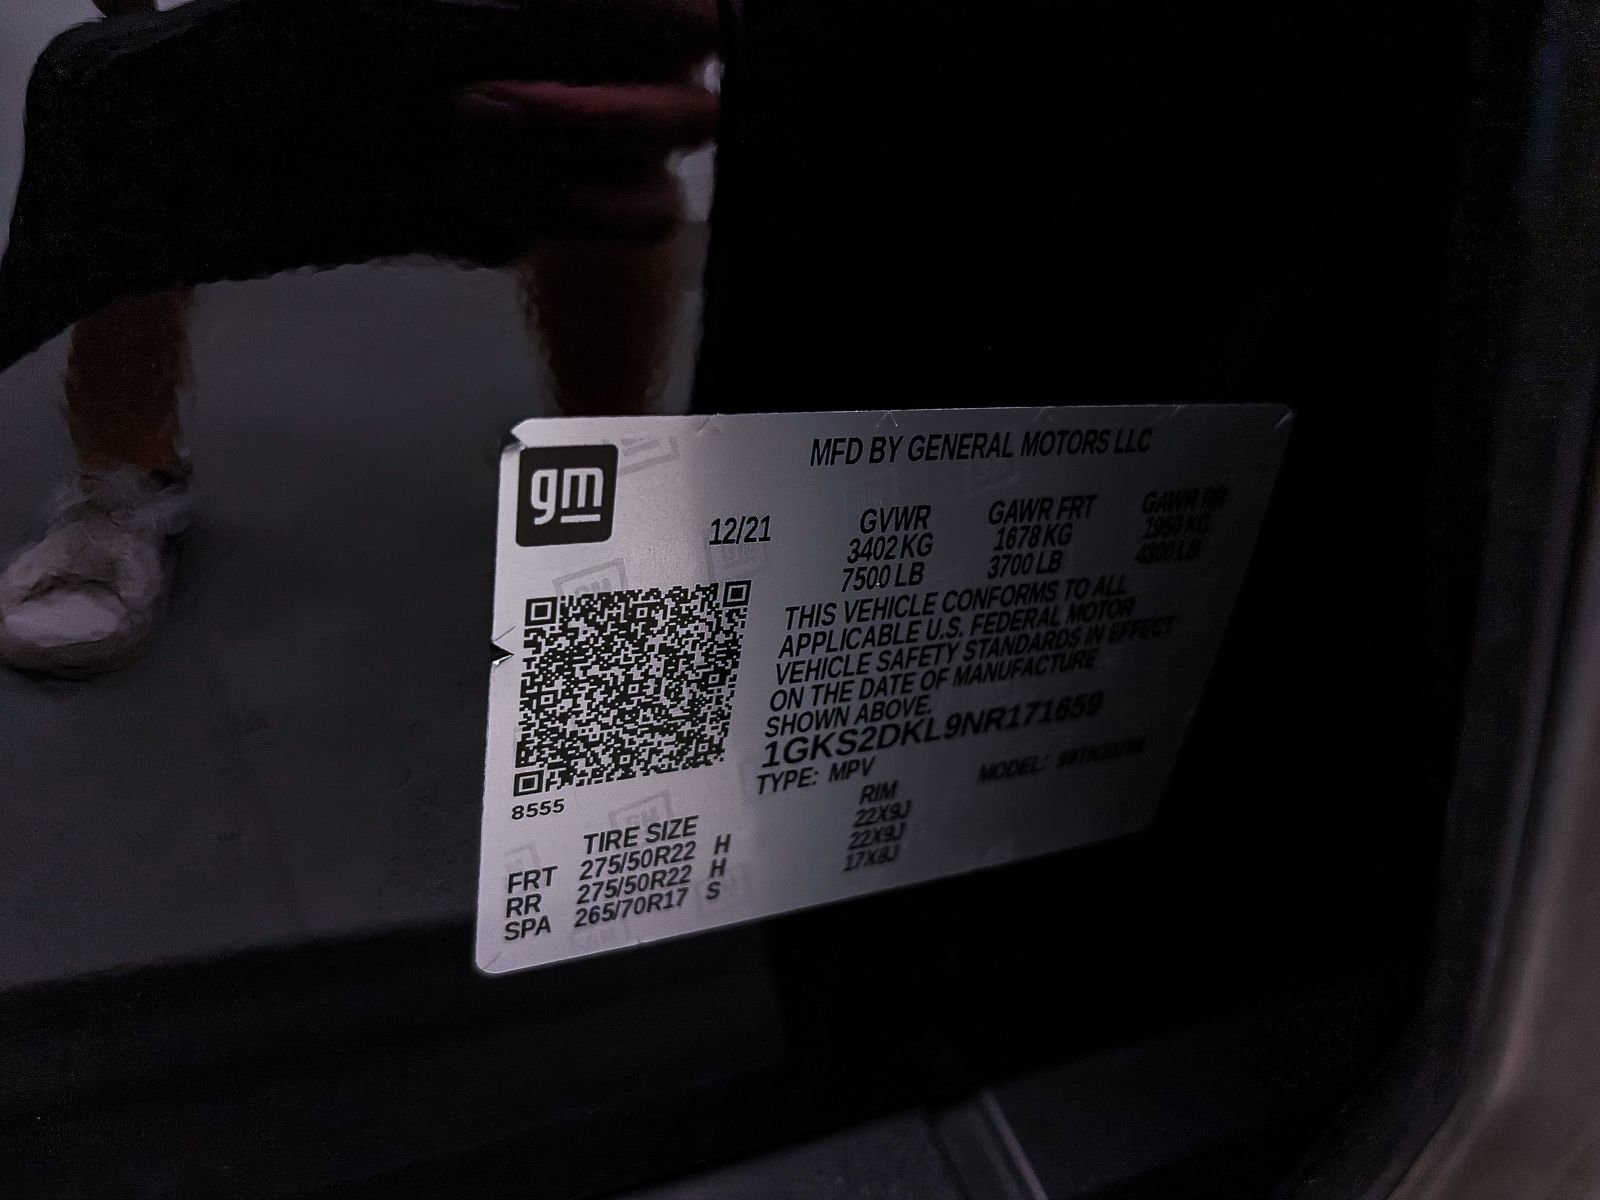 gm
MFD BY GENERAL MOTORS LLC
12/21
GVWR GAWR FRT GAWR RR
3402 KG 1678 KG 1950 KG
7500 LB 3700 LB 4300 LB
THIS VEHICLE CONFORMS TO ALL
APPLICABLE U.S. FEDERAL MOTOR
VEHICLE SAFETY STANDARDS IN EFFECT
ON THE DATE OF MANUFACTURE
SHOWN ABOVE.
1GKS2DKL9NR171659
TYPE: MPV MODEL:
8555
TIRE SIZE RIM
FRT 275/50R22 H 22X9J
RR 275/50R22 H 22X9J
SPA 265/70R17 S 17X8J